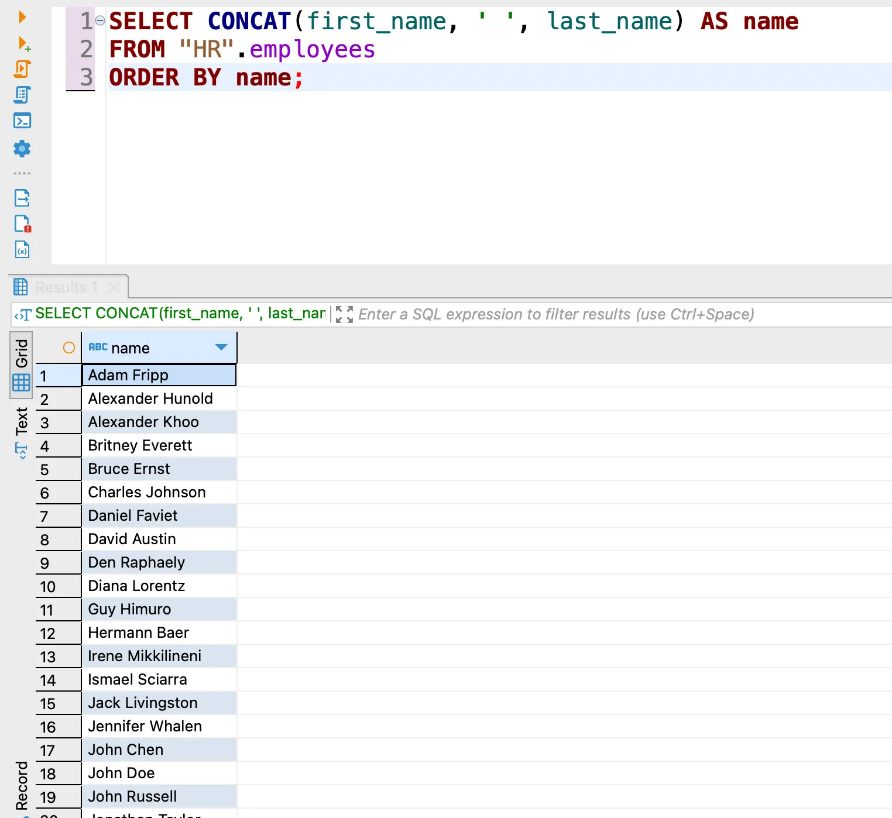 1 SELECT CONCAT(first_name, ' ', last_name) AS name
2 FROM "HR".employees
3 ORDER BY name;
Results 1
SELECT CONCAT(first_name, ' ', last_nar
Enter a SQL expression to filter results (use Ctrl+Space)
Grid
Text
Record
ABC name
1 Adam Fripp
2 Alexander Hunold
3 Alexander Khoo
4 Britney Everett
5 Bruce Ernst
6 Charles Johnson
7 Daniel Faviet
8 David Austin
9 Den Raphaely
10 Diana Lorentz
11 Guy Himuro
12 Hermann Baer
13 Irene Mikkilineni
14 Ismael Sciarra
15 Jack Livingston
16 Jennifer Whalen
17 John Chen
18 John Doe
19 John Russell